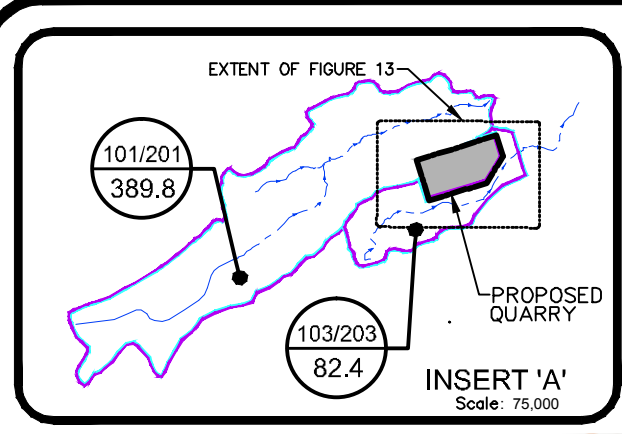 EXTENT OF FIGURE 13
101/201
389.8
PROPOSED
QUARRY
103/203
82.4
INSERT 'A'
Scale: 75,000